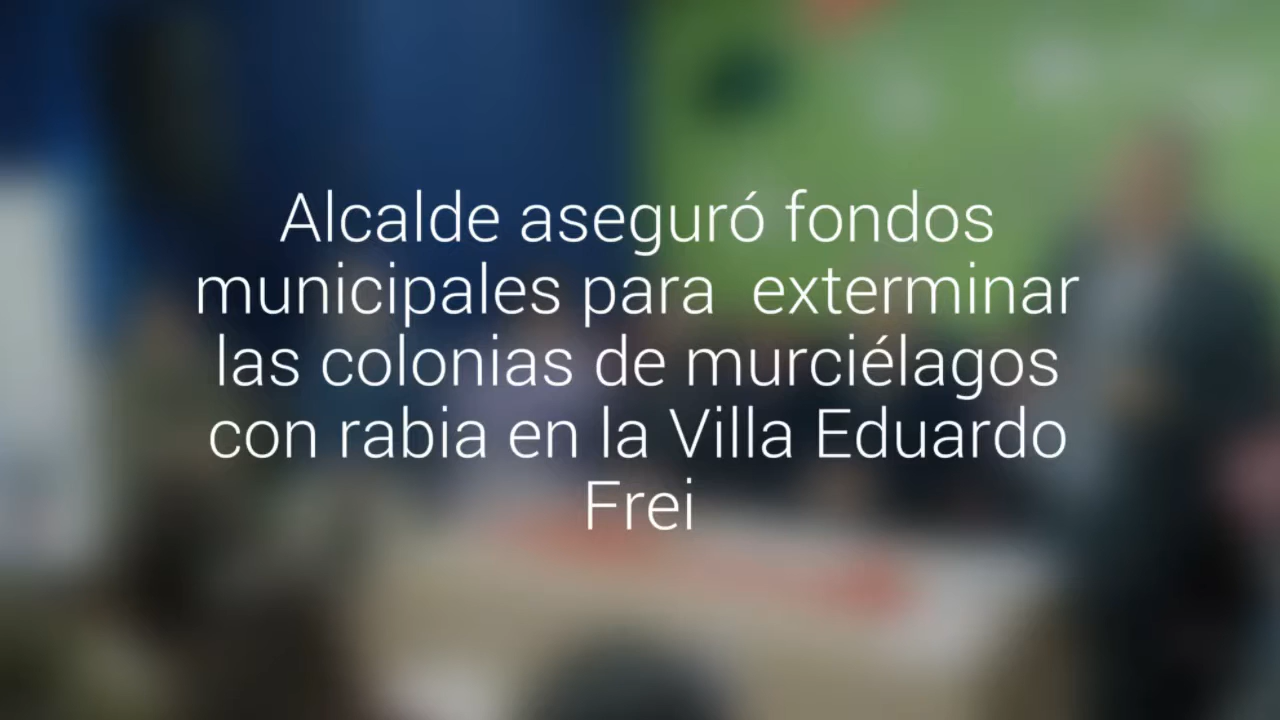 Alcalde aseguró fondos
municipales para  exterminar
las colonias de murciélagos
con rabia en la Villa Eduardo
Frei